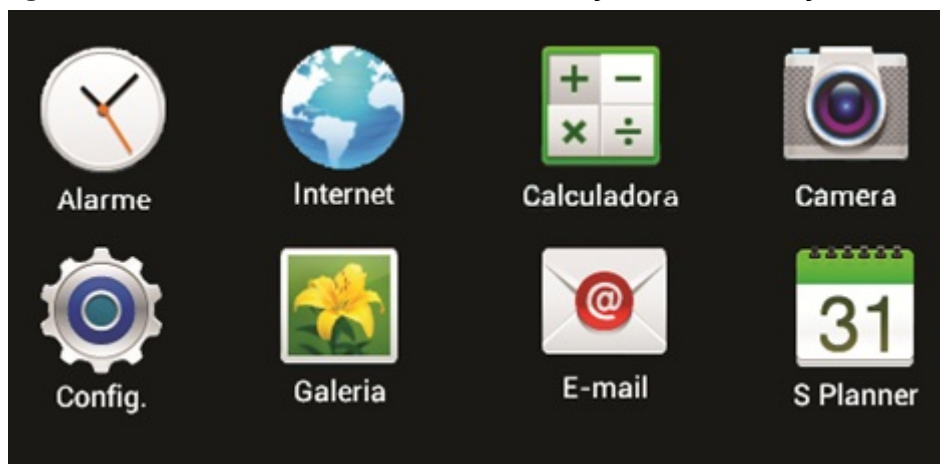 Alarme
Internet
Calculadora
Camera
Config.
Galeria
@
E-mail
31
S Planner